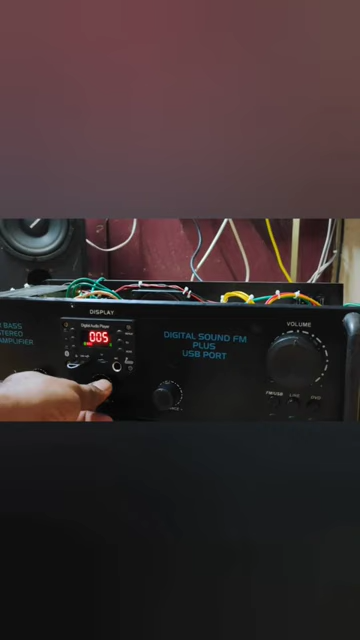 DISPLAY
BASS
STEREO
AMPLIFIER
Digital Audio Player
005
DIGITAL SOUND FM
PLUS
USB PORT
VOLUME